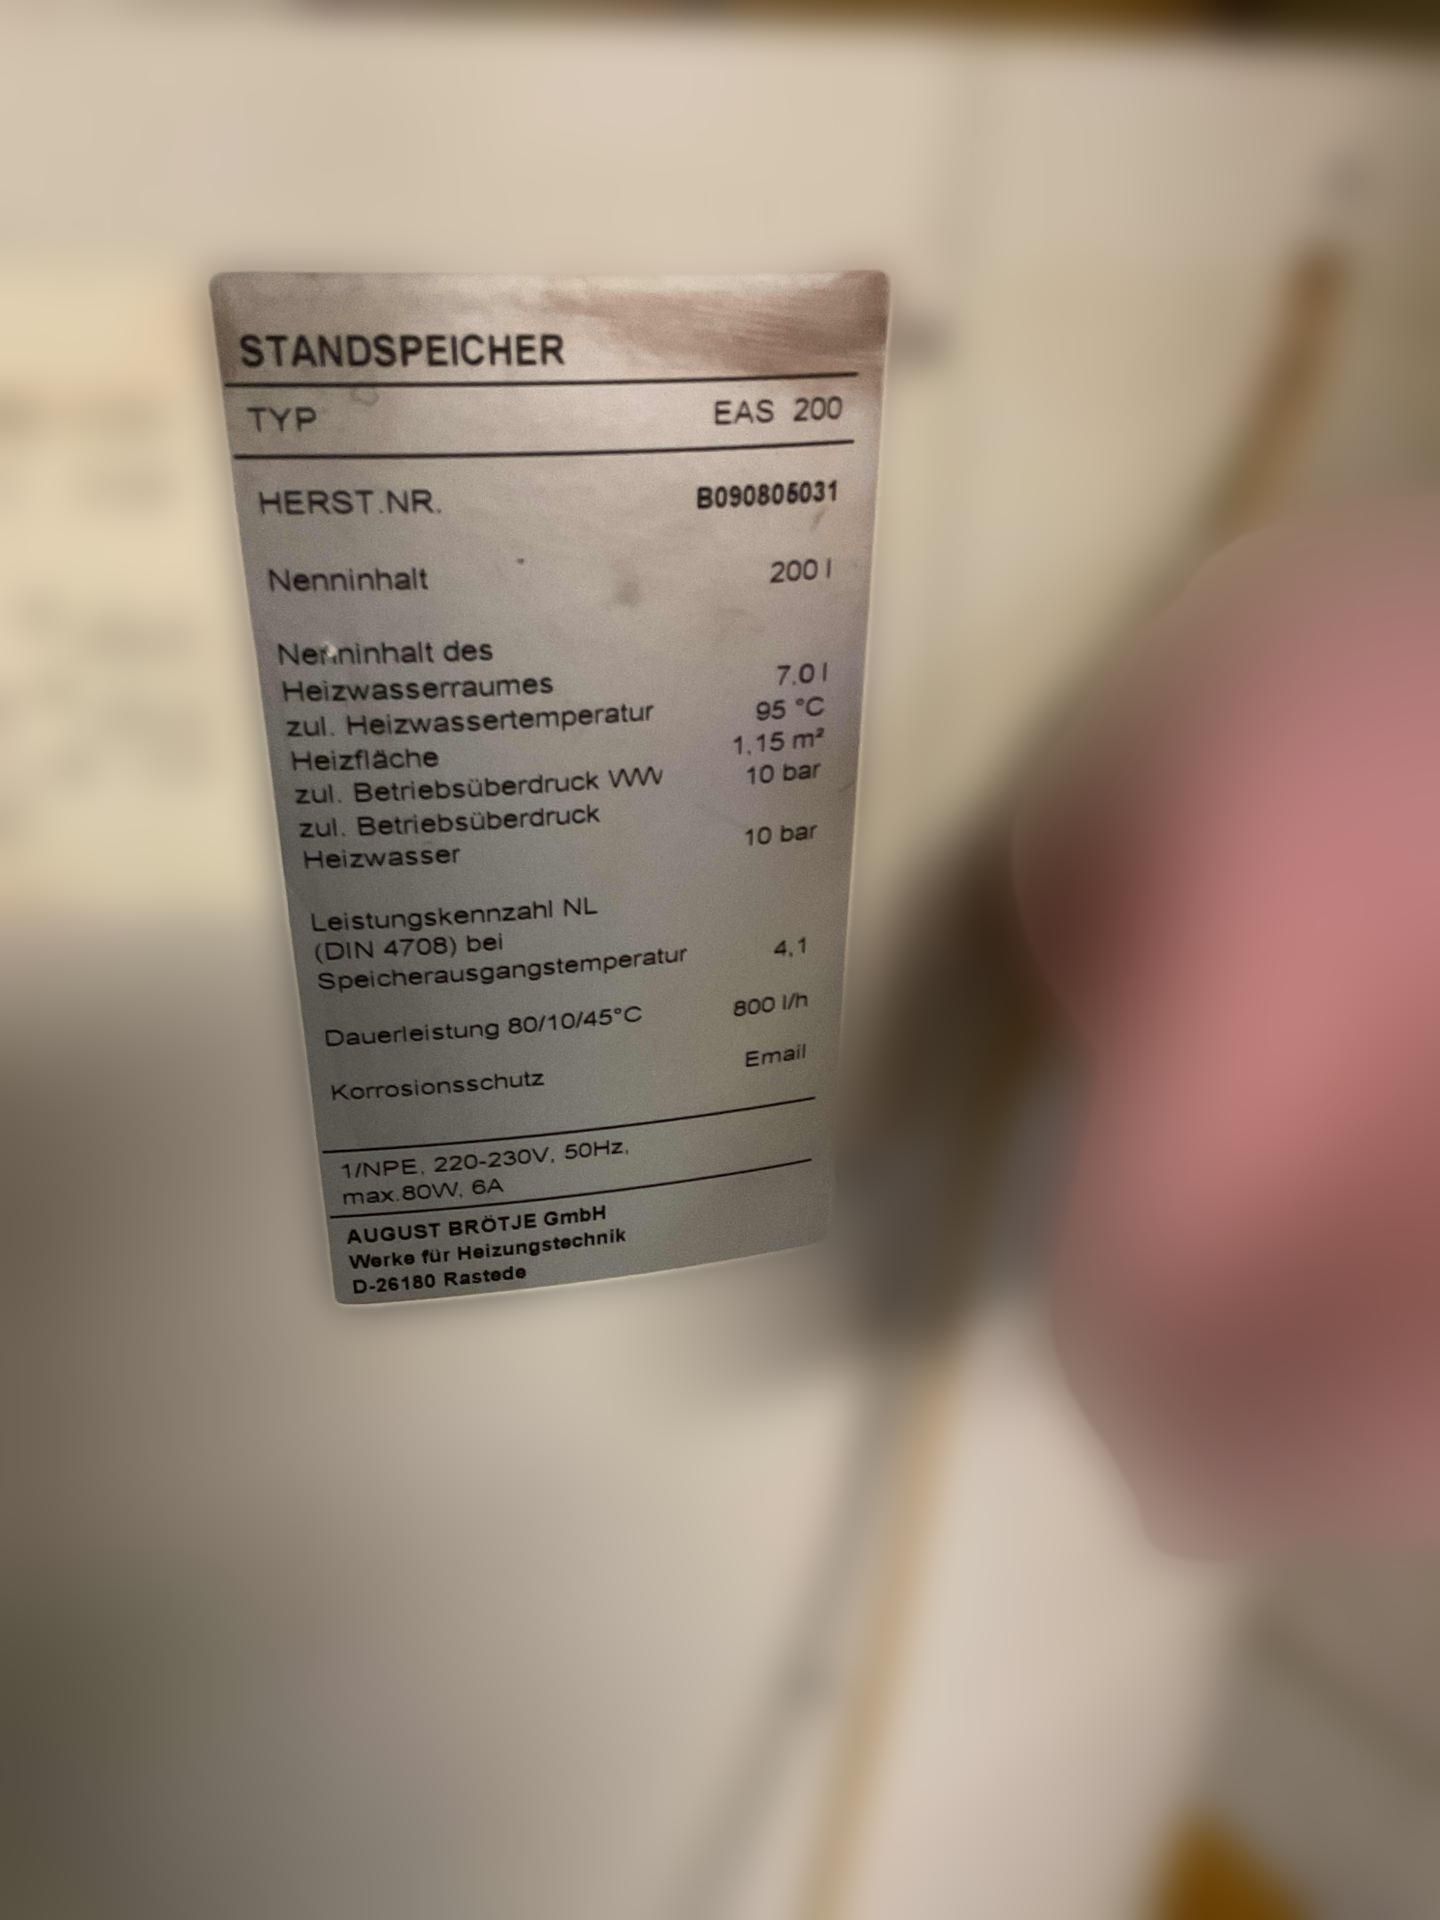 STANDSPEICHER
TYP EAS 200
HERST.NR. B090805031
Nenninhalt 200 l
Nenninhalt des
Heizwasserraumes 7,0 l
zul. Heizwassertemperatur 95 °C
Heizfläche 1,15 m²
zul. Betriebsüberdruck WW 10 bar
zul. Betriebsüberdruck
Heizwasser 10 bar
Leistungskennzahl NL
(DIN 4708) bei
Speicherausgangstemperatur 4,1
Dauerleistung 80/10/45°C 800 l/h
Korrosionsschutz Email
1/NPE, 220-230V, 50Hz,
max.80W, 6A
AUGUST BRÖTJE GmbH
Werke für Heizungstechnik
D-26180 Rastede